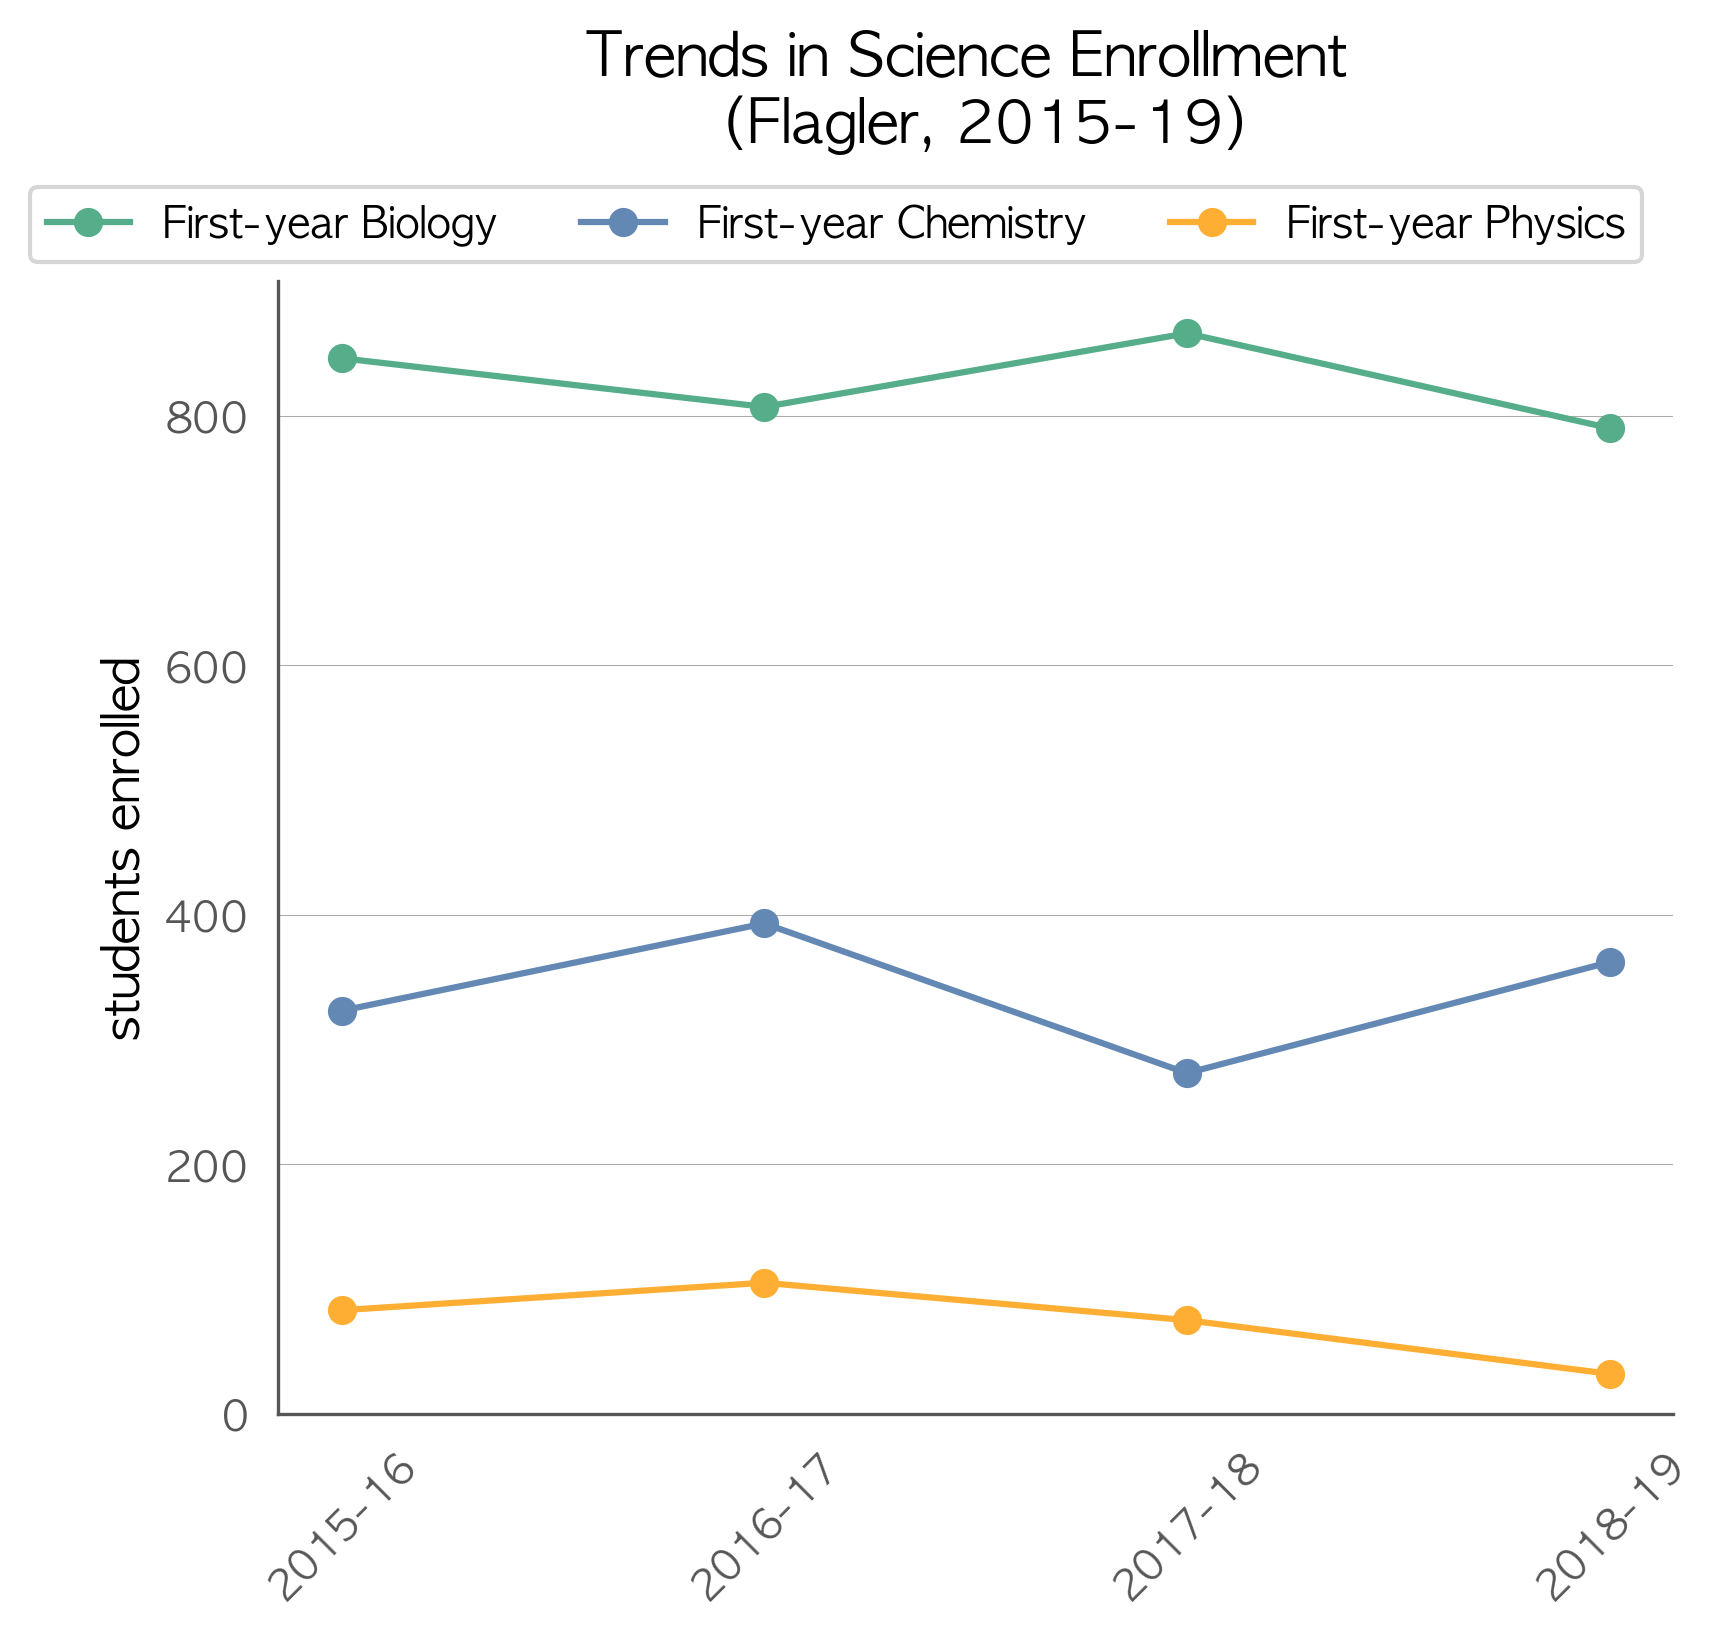 Trends in Science Enrollment
(Flagler, 2015-19)
First-year Biology
First-year Chemistry
First-year Physics
students enrolled
800
600
400
200
0
2015-16
2016-17
2017-18
2018-19